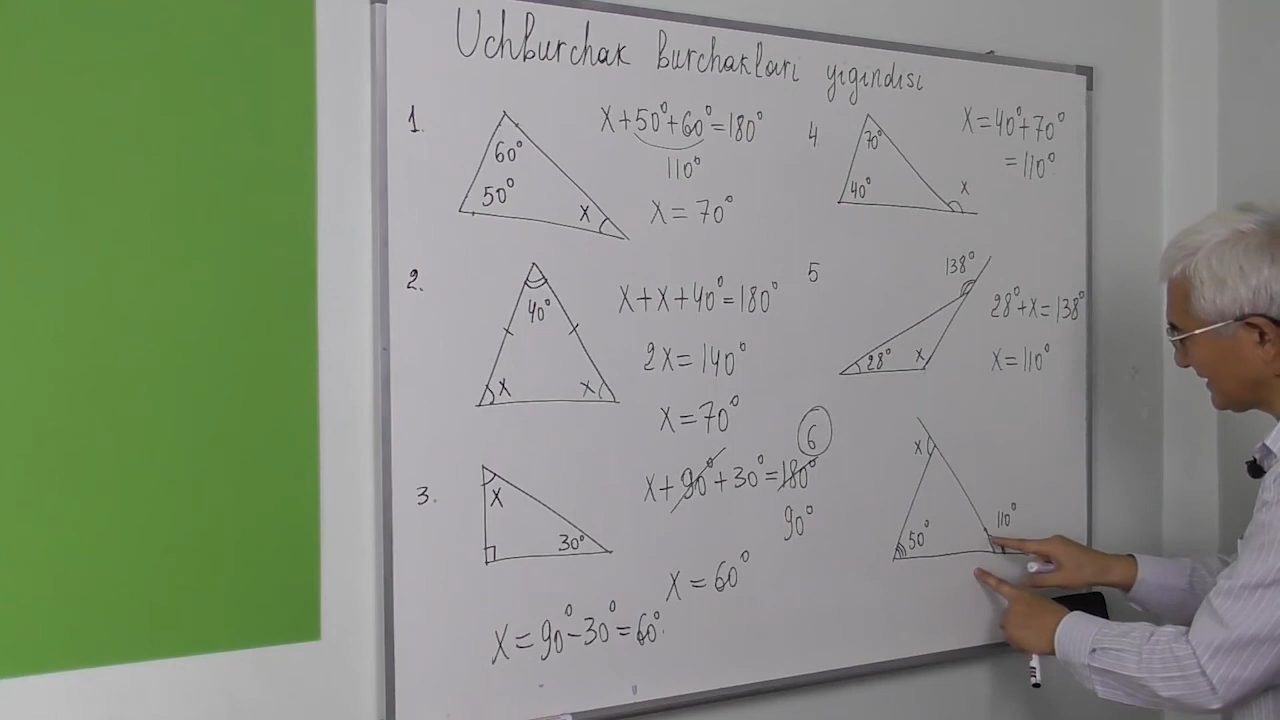 Uchburchak burchaklari yigindisi
1.
60°
50°
x
x+50°+60°=180°
110°
x=70°
2.
40°
x
x
x+x+40°=180°
2x=140°
x=70°
3.
x
30°
x+90°+30°=180°
90°
x=60°
x=90°-30°=60°
4
70°
40°
x
x=40°+70°
=110°
5
138°
28°
x
28°+x=138°
x=110°
6
x
50°
110°